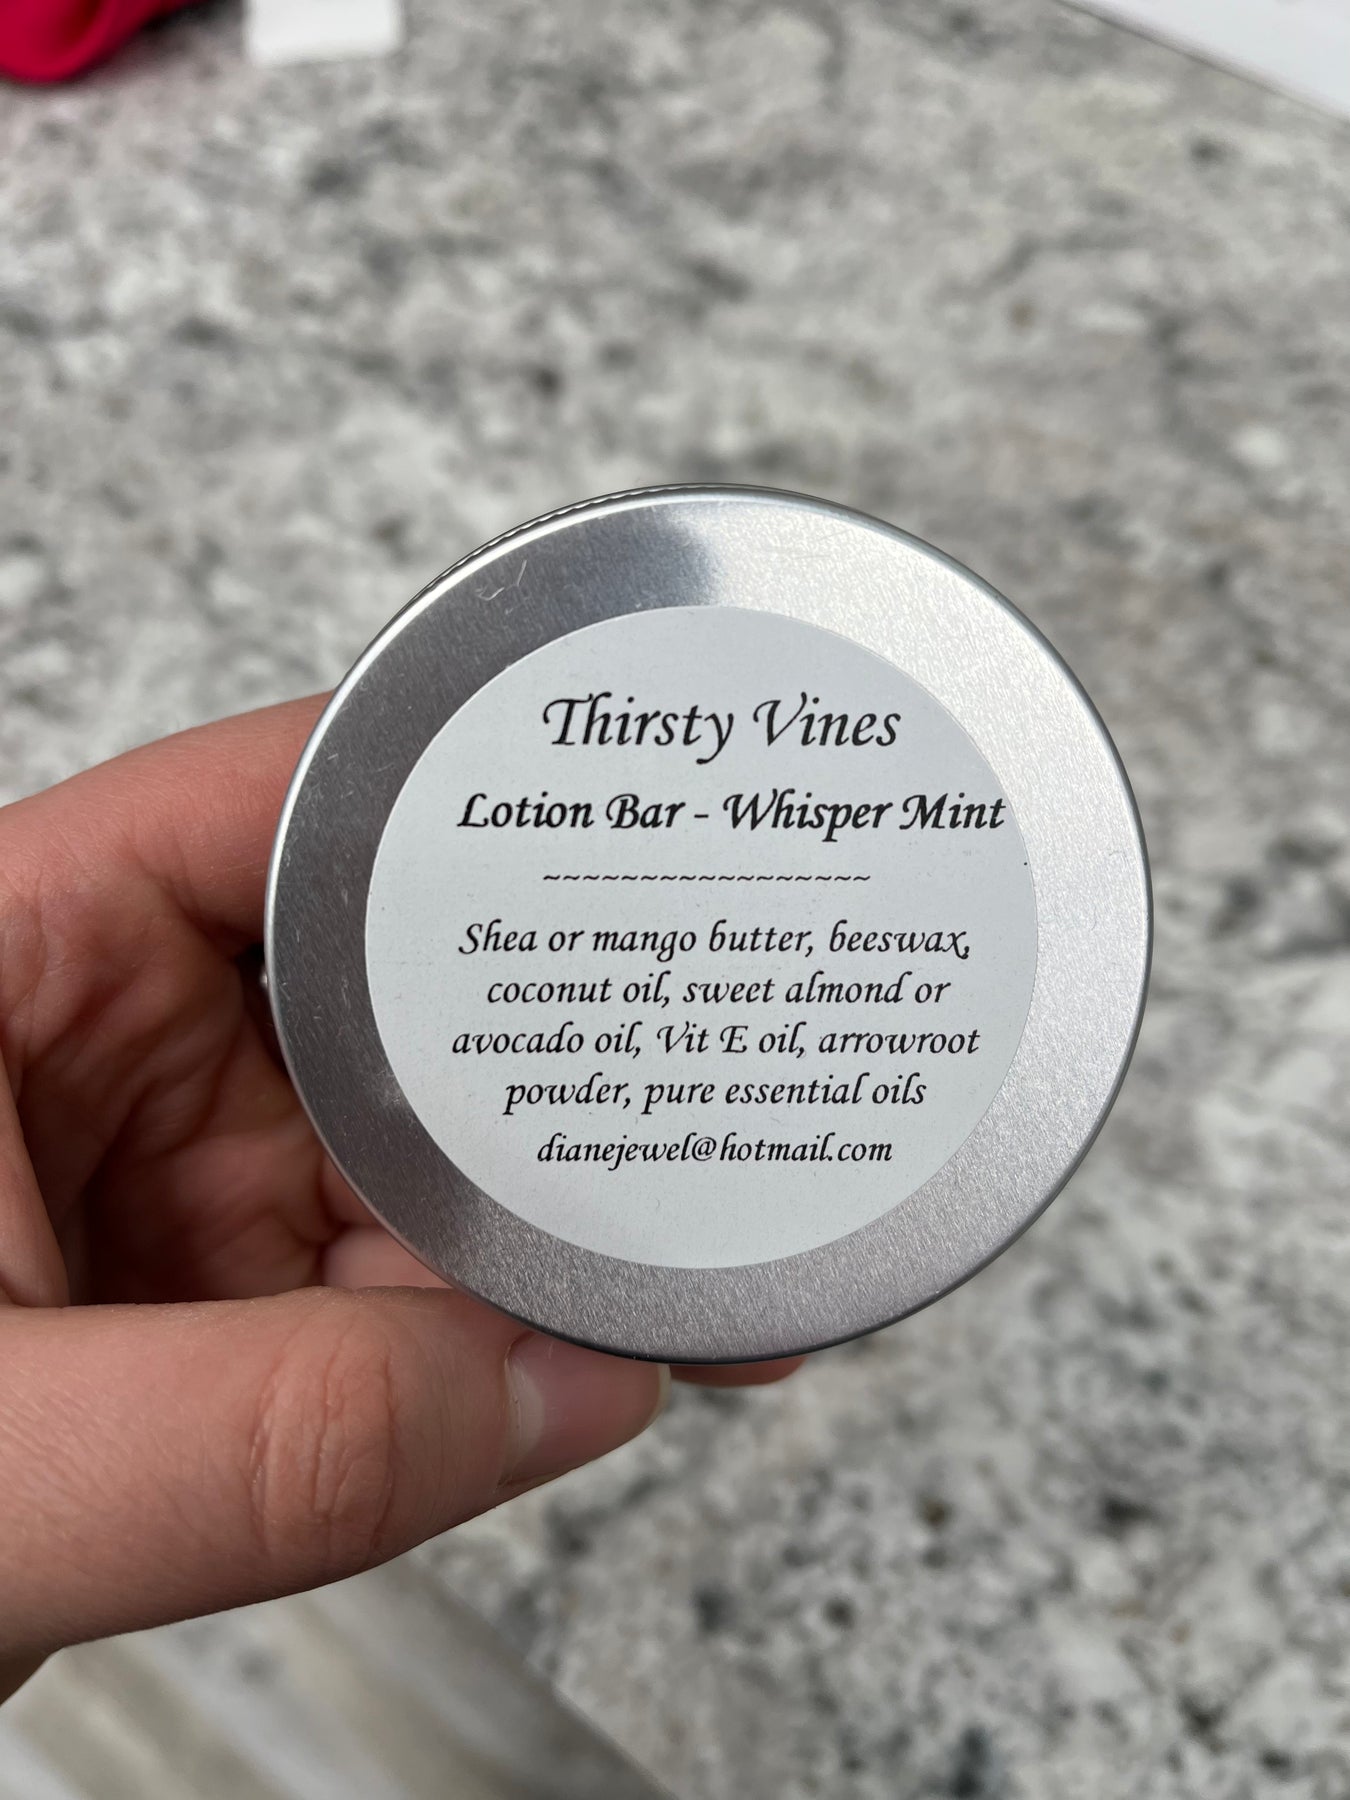 Thirsty Vines
Lotion Bar - Whisper Mint
~~~~~~~~~~~~~~~~~
Shea or mango butter, beeswax,
coconut oil, sweet almond or
avocado oil, Vit E oil, arrowroot
powder, pure essential oils
dianejewel@hotmail.com